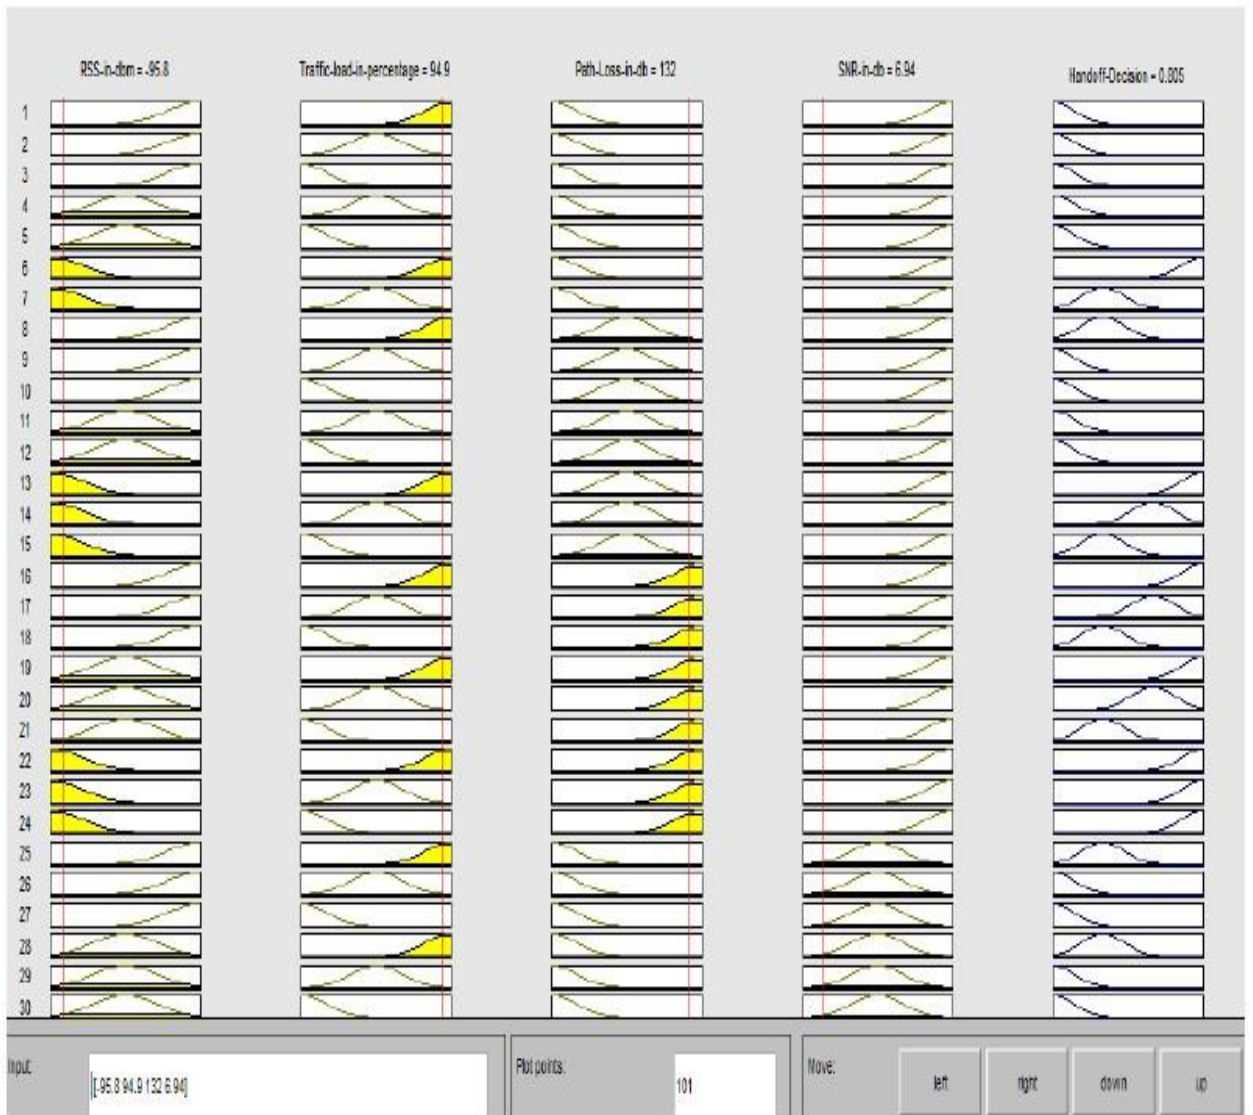 RSS-in-dbm = -95.8
Traffic-load-in-percentage = 94.9
Path-Loss-in-db = 132
SNR-in-db = 6.94
Handoff-Decision = 0.805
1
2
3
4
5
6
7
8
9
10
11
12
13
14
15
16
17
18
19
20
21
22
23
24
25
26
27
28
29
30
Input:
[-95.8 94.9 132 6.94]
Plot points:
101
Move:
left
right
down
up